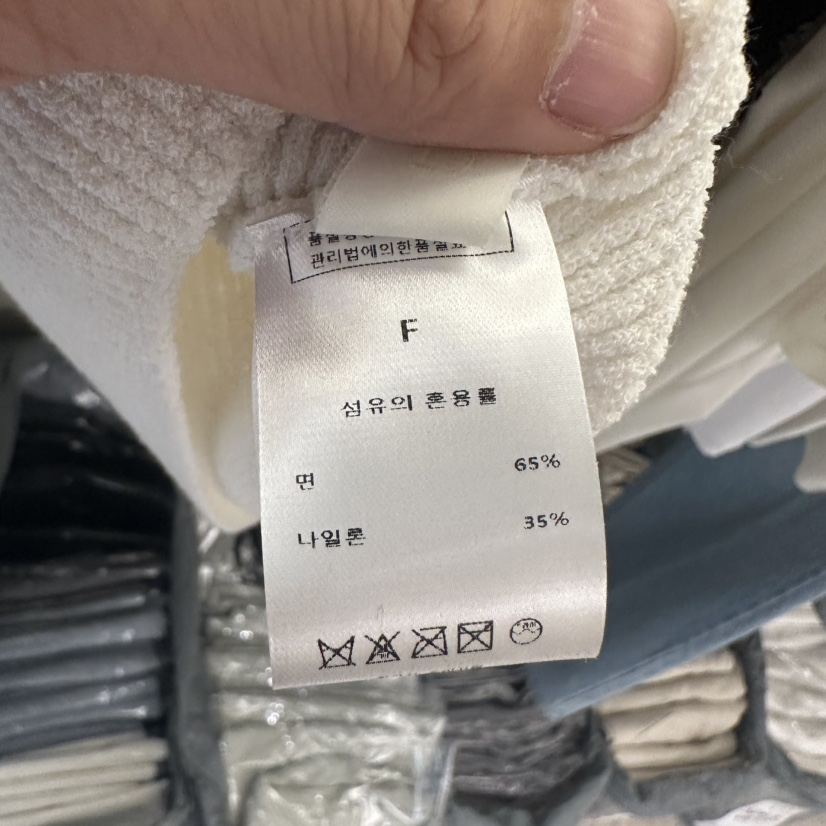 관리법에의한품질표
F
섬유의 혼용률
면 65%
나일론 35%